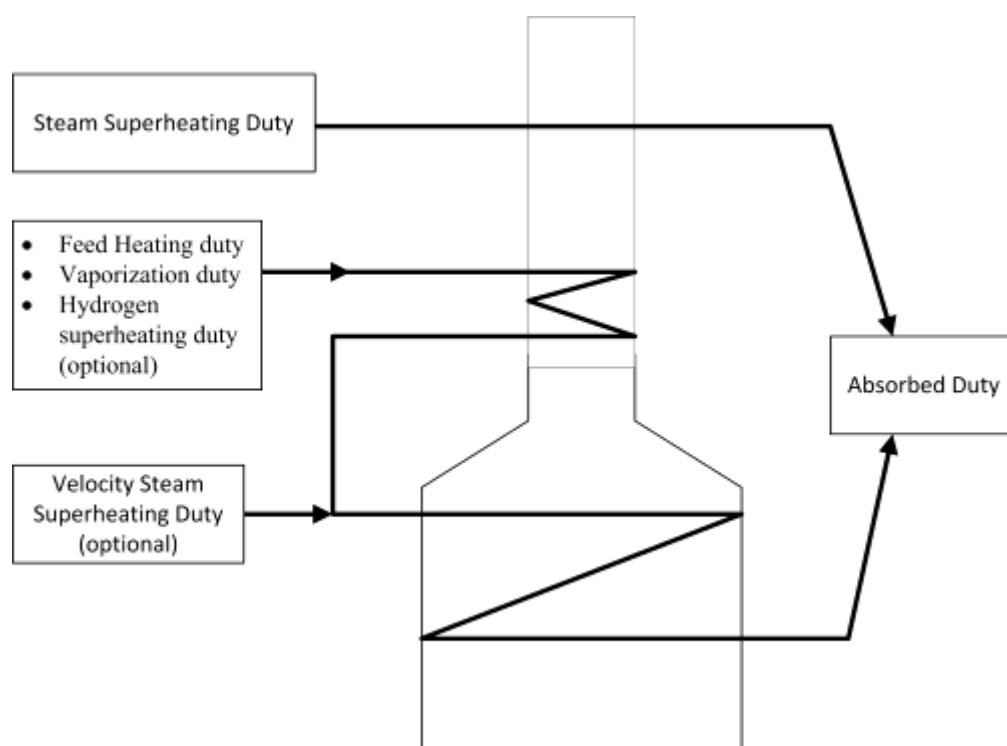 Steam Superheating Duty
• Feed Heating duty
• Vaporization duty
• Hydrogen
superheating duty
(optional)
Absorbed Duty
Velocity Steam
Superheating Duty
(optional)